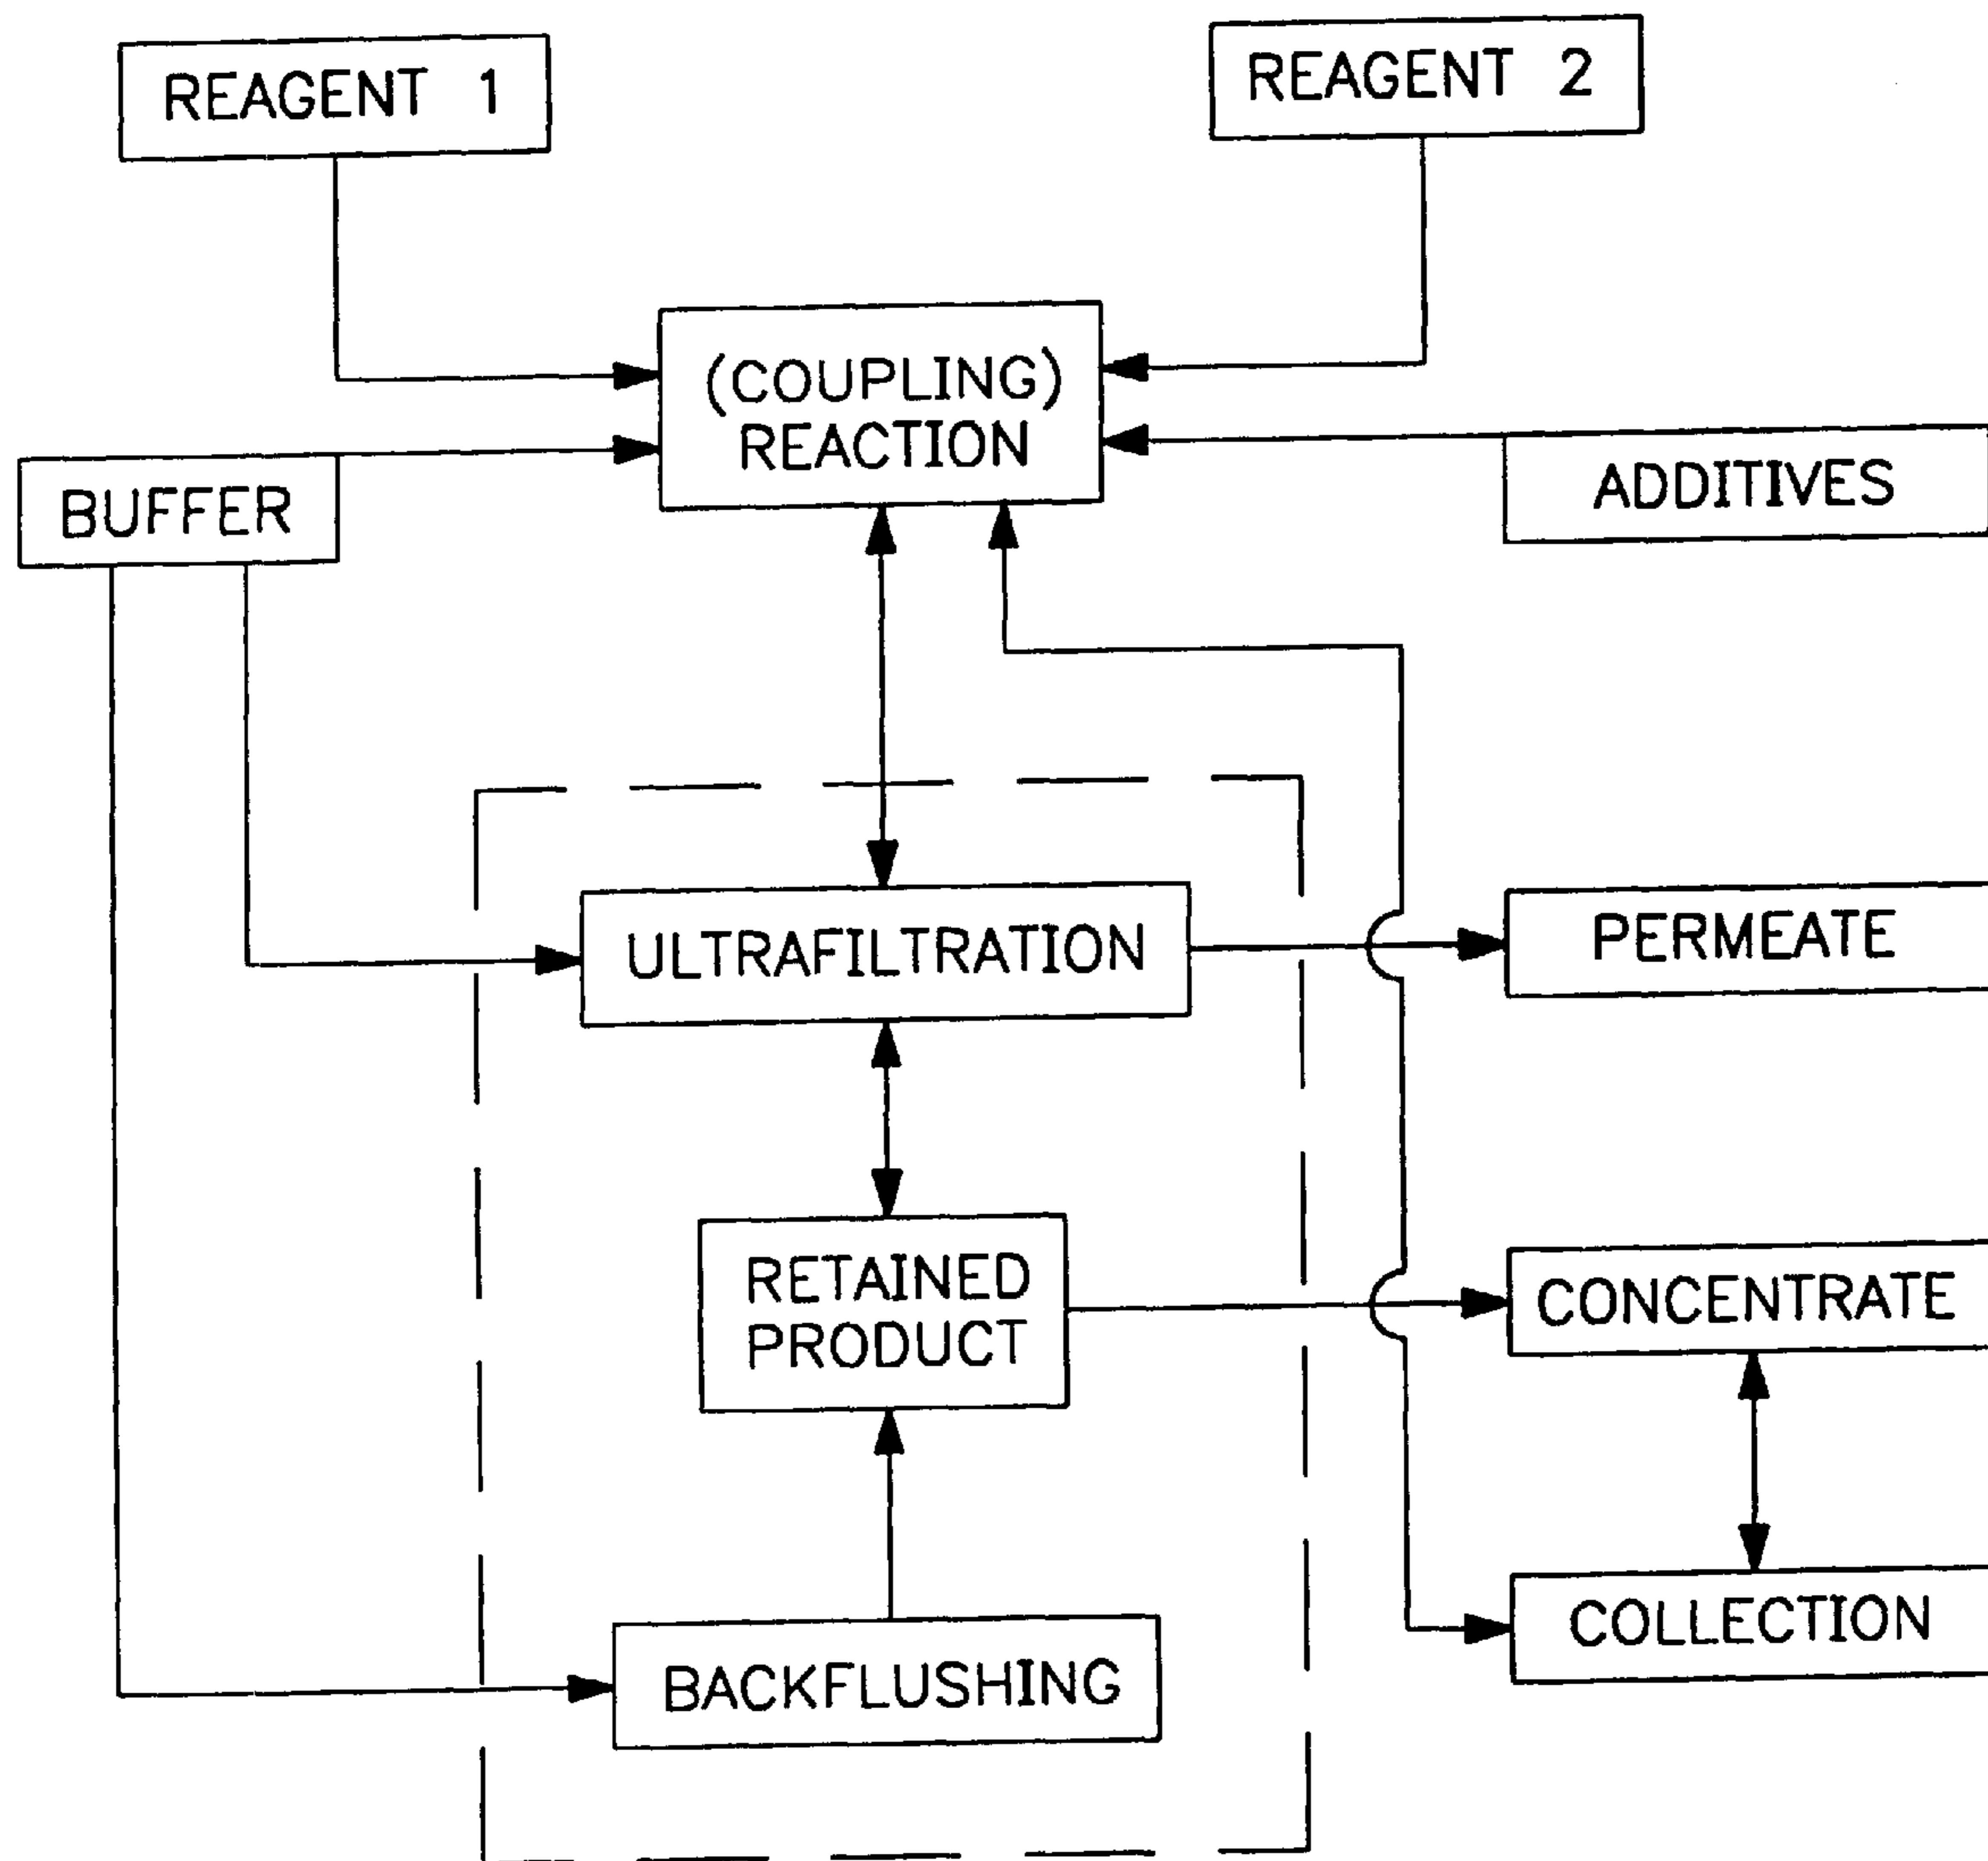 REAGENT 1
REAGENT 2
(COUPLING)
REACTION
BUFFER
ADDITIVES
ULTRAFILTRATION
PERMEATE
RETAINED
PRODUCT
CONCENTRATE
COLLECTION
BACKFLUSHING